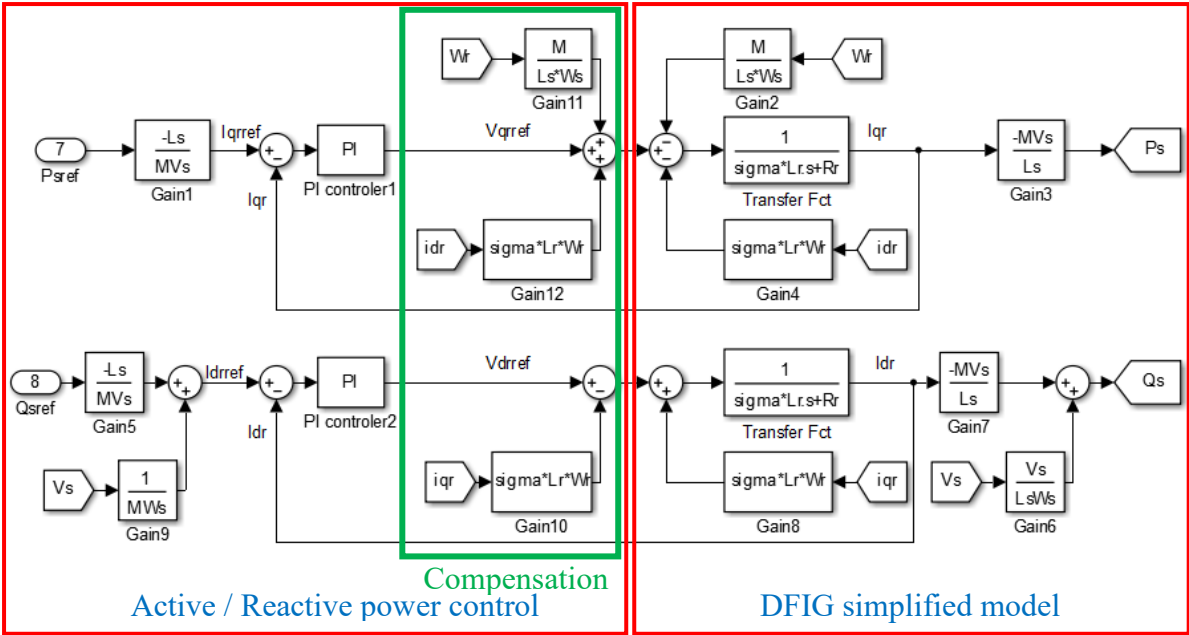 Wr
M
Ls*Ws
Gain11
M
Ls*Ws
Gain2
Wr
7
Psref
-Ls
MVs
Gain1
Iqrref
+
-
Iqr
PI
PI controler1
Vqrref
+
+
+
-
-
-
1
sigma*Lr.s+Rr
Transfer Fct
Iqr
-MVs
Ls
Gain3
Ps
idr
sigma*Lr*Wr
Gain12
sigma*Lr*Wr
Gain4
idr
8
Qsref
-Ls
MVs
Gain5
+
+
Idrref
+
-
Idr
PI
PI controler2
Vdrref
+
-
+
+
1
sigma*Lr.s+Rr
Transfer Fct
Idr
-MVs
Ls
Gain7
+
+
Qs
Vs
1
MWs
Gain9
iqr
sigma*Lr*Wr
Gain10
sigma*Lr*Wr
Gain8
iqr
Vs
Vs
LsWs
Gain6
Compensation
Active / Reactive power control
DFIG simplified model